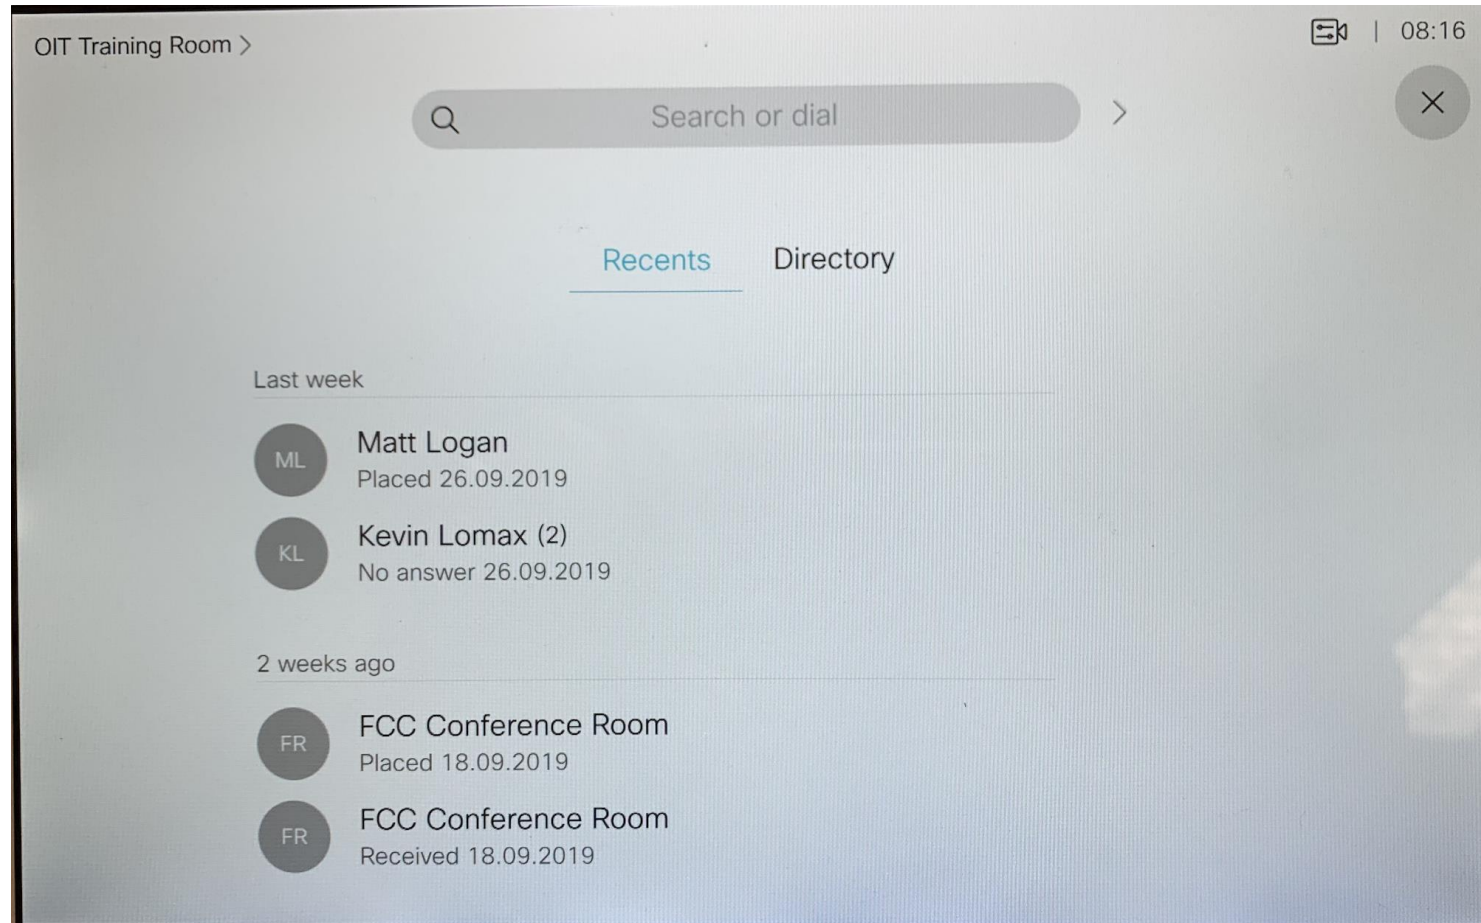 OIT Training Room >
| 08:16
Search or dial
Recents Directory
Last week
ML
Matt Logan
Placed 26.09.2019
KL
Kevin Lomax (2)
No answer 26.09.2019
2 weeks ago
FR
FCC Conference Room
Placed 18.09.2019
FR
FCC Conference Room
Received 18.09.2019